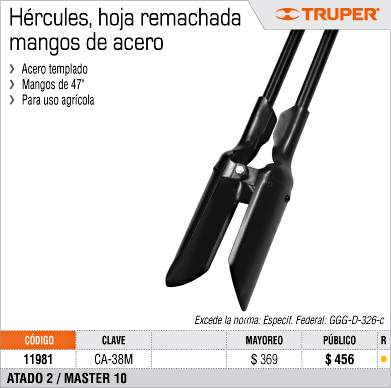 Hércules, hoja remachada
mangos de acero
TRUPER®
Acero templado
Mangos de 47"
Para uso agrícola
Excede la norma: Especif. Federal: GGG-D-326-c
CÓDIGO CLAVE MAYOREO PÚBLICO R
11981 CA-38M $ 369 $ 456
ATADO 2 / MASTER 10